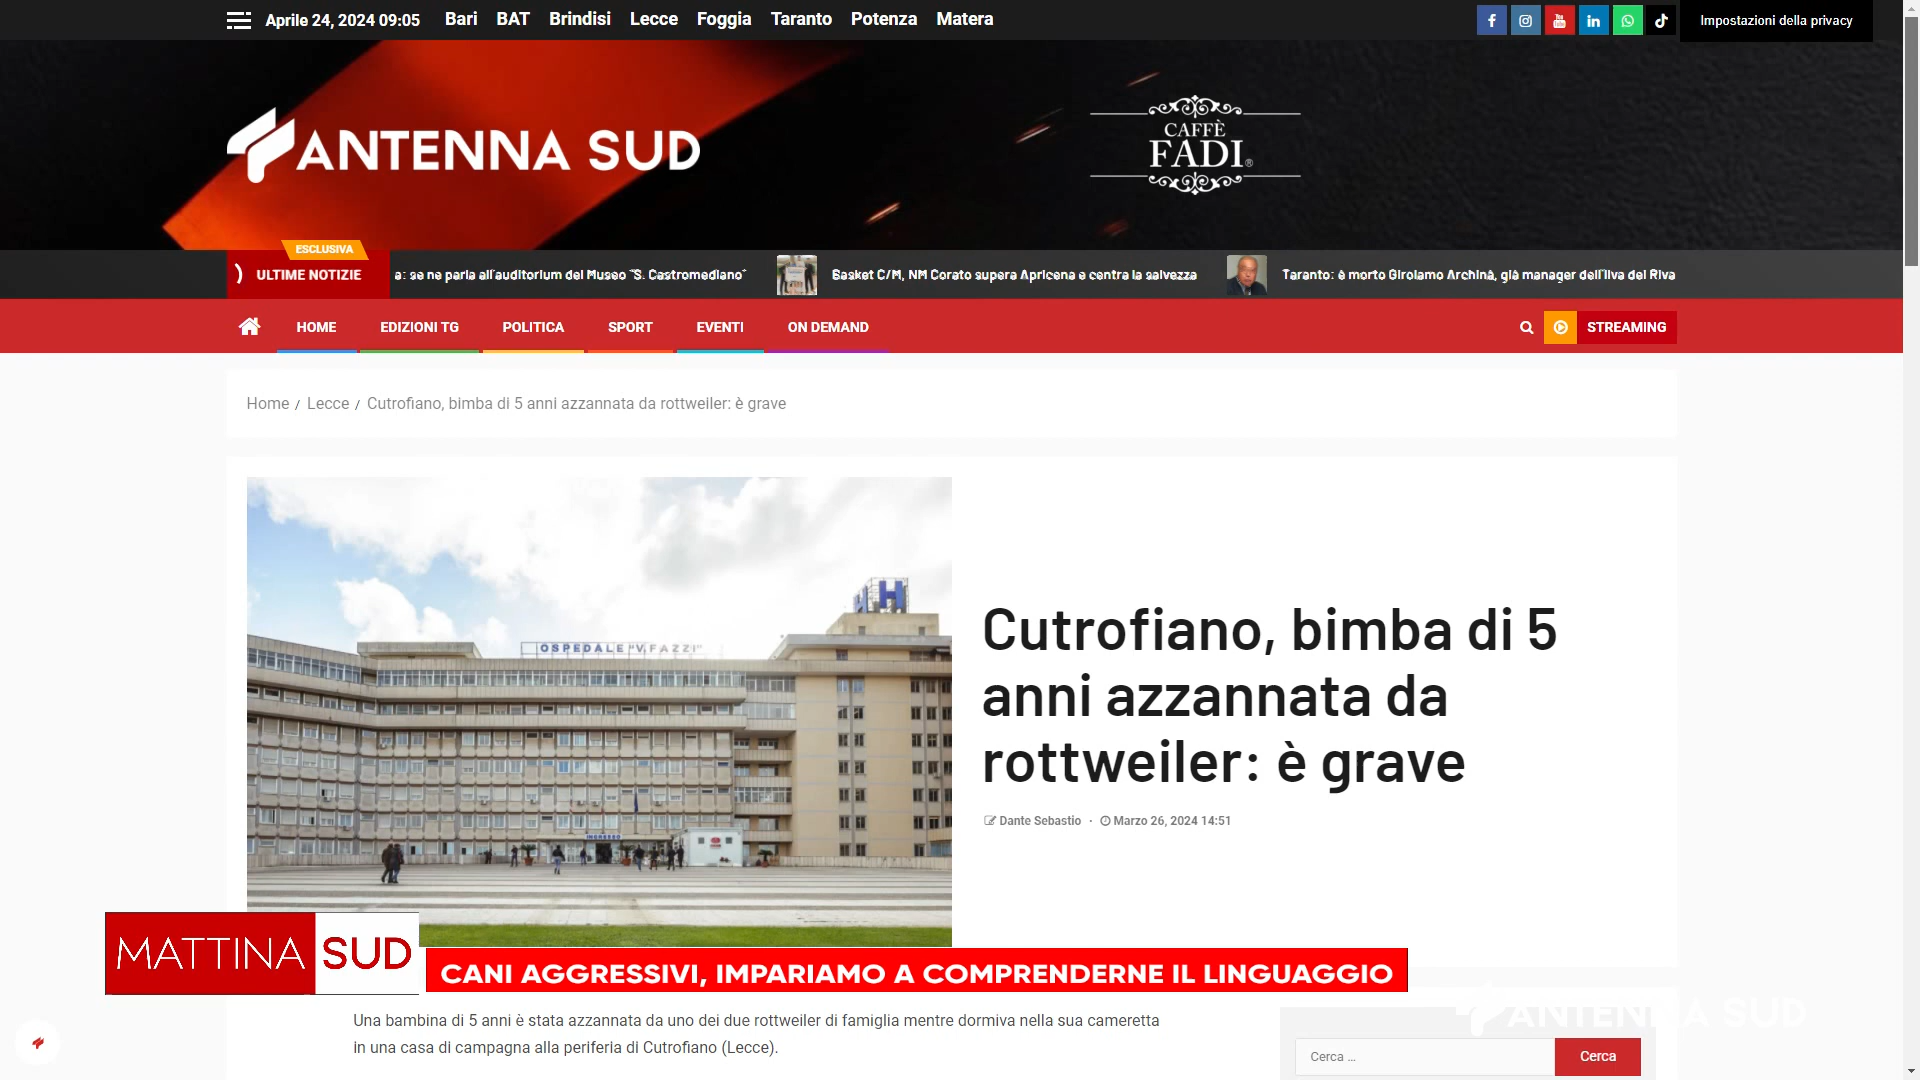 Aprile 24, 2024 09:05 Bari BAT Brindisi Lecce Foggia Taranto Potenza Matera
Impostazioni della privacy
ANTENNA SUD
CAFFÈ
FADI®
ESCLUSIVA
ULTIME NOTIZIE
a: se ne parla all'auditorium del Museo "S. Castromediano"
Basket C/M, NM Corato supera Apricena e centra la salvezza
Taranto: è morto Girolamo Archinà, già manager dell'Ilva dei Riva
HOME EDIZIONI TG POLITICA SPORT EVENTI ON DEMAND
STREAMING
Home / Lecce / Cutrofiano, bimba di 5 anni azzannata da rottweiler: è grave
H H
OSPEDALE "V. FAZZI"
INGRESSO
Cutrofiano, bimba di 5
anni azzannata da
rottweiler: è grave
Dante Sebastio · Marzo 26, 2024 14:51
MATTINA SUD
CANI AGGRESSIVI, IMPARIAMO A COMPRENDERNE IL LINGUAGGIO
Una bambina di 5 anni è stata azzannata da uno dei due rottweiler di famiglia mentre dormiva nella sua cameretta
in una casa di campagna alla periferia di Cutrofiano (Lecce).
ANTENNA SUD
Cerca …
Cerca